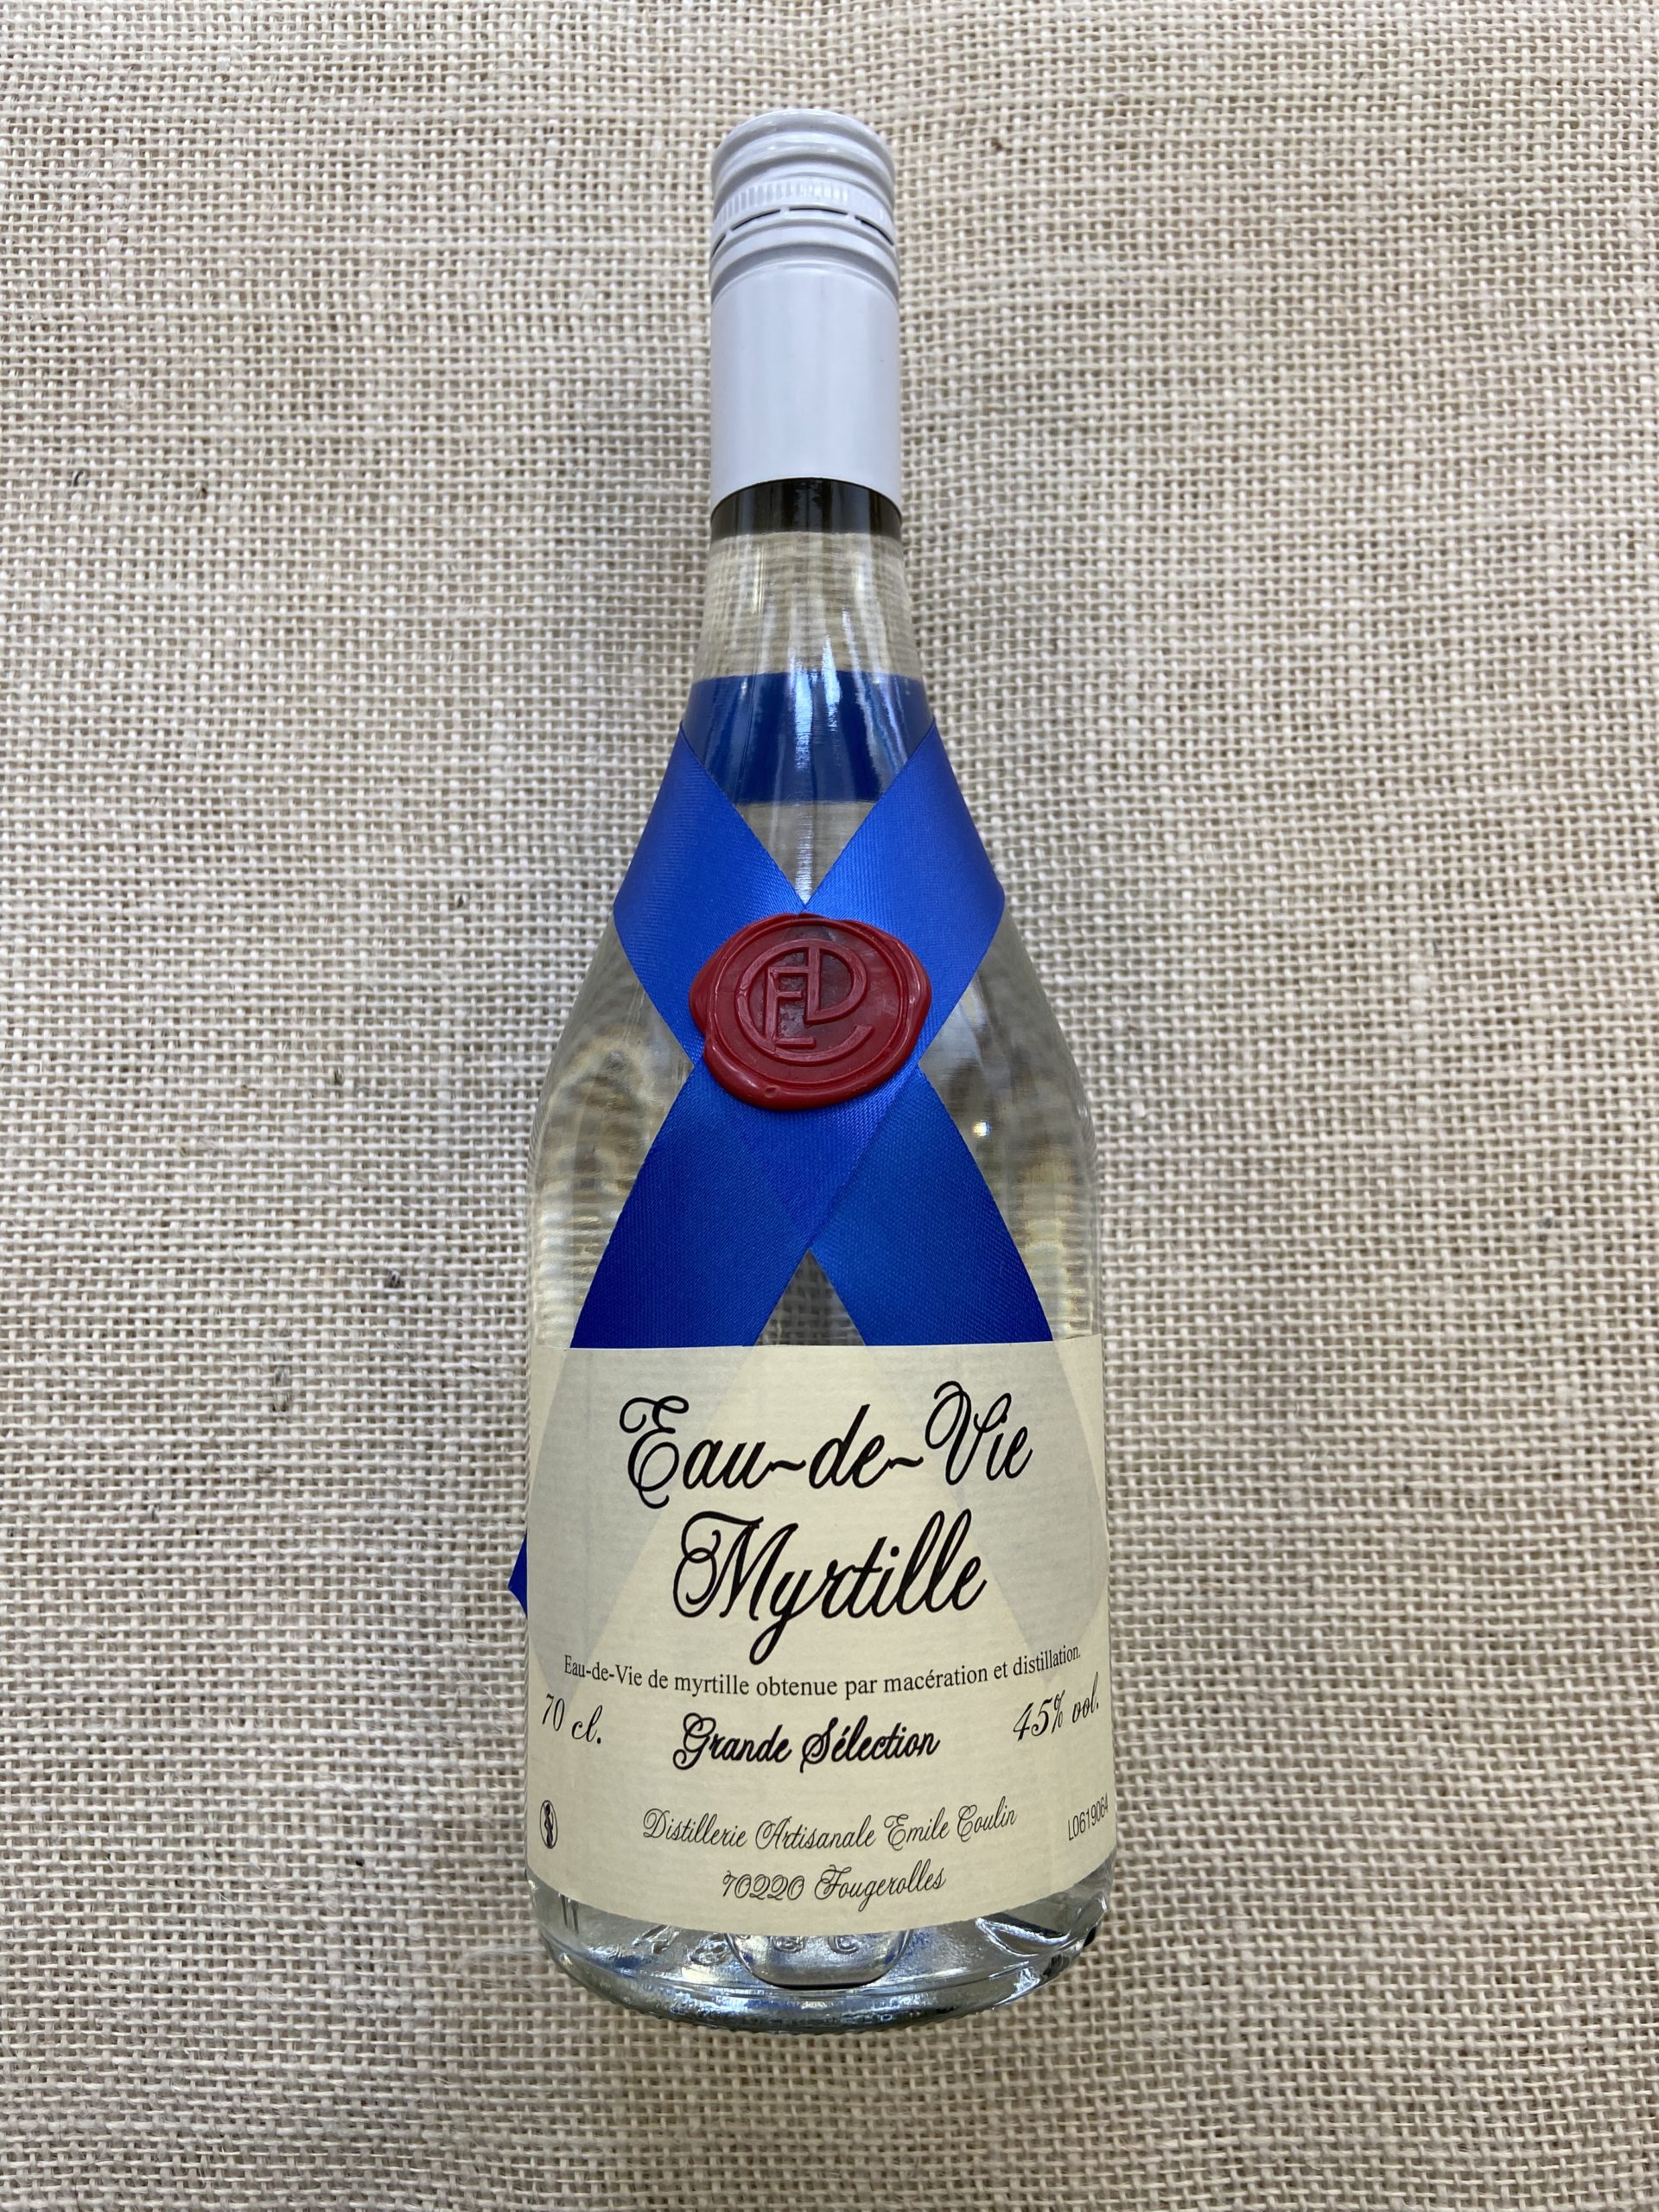 Eau-de-Vie
Myrtille
Eau-de-Vie de myrtille obtenue par macération et distillation.
70 cl.
45% vol.
Grande Sélection
Distillerie Artisanale Emile Coulin
70220 Fougerolles
L0619064